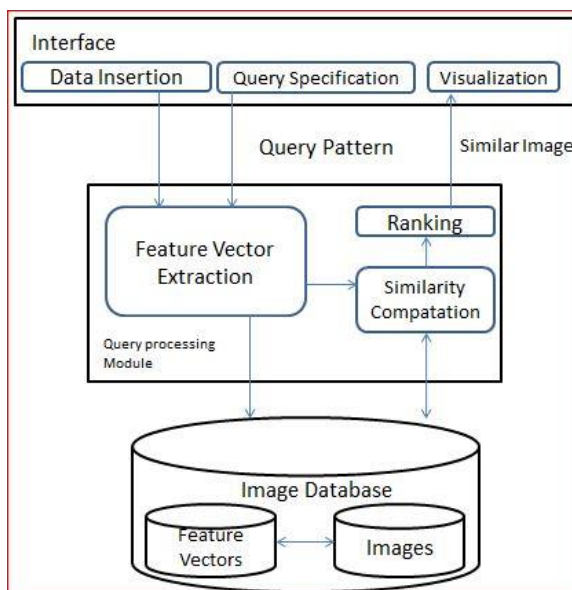 Interface
Data Insertion
Query Specification
Visualization
Query Pattern
Similar Image
Feature Vector
Extraction
Ranking
Similarity
Compatation
Query processing
Module
Image Database
Feature
Vectors
Images